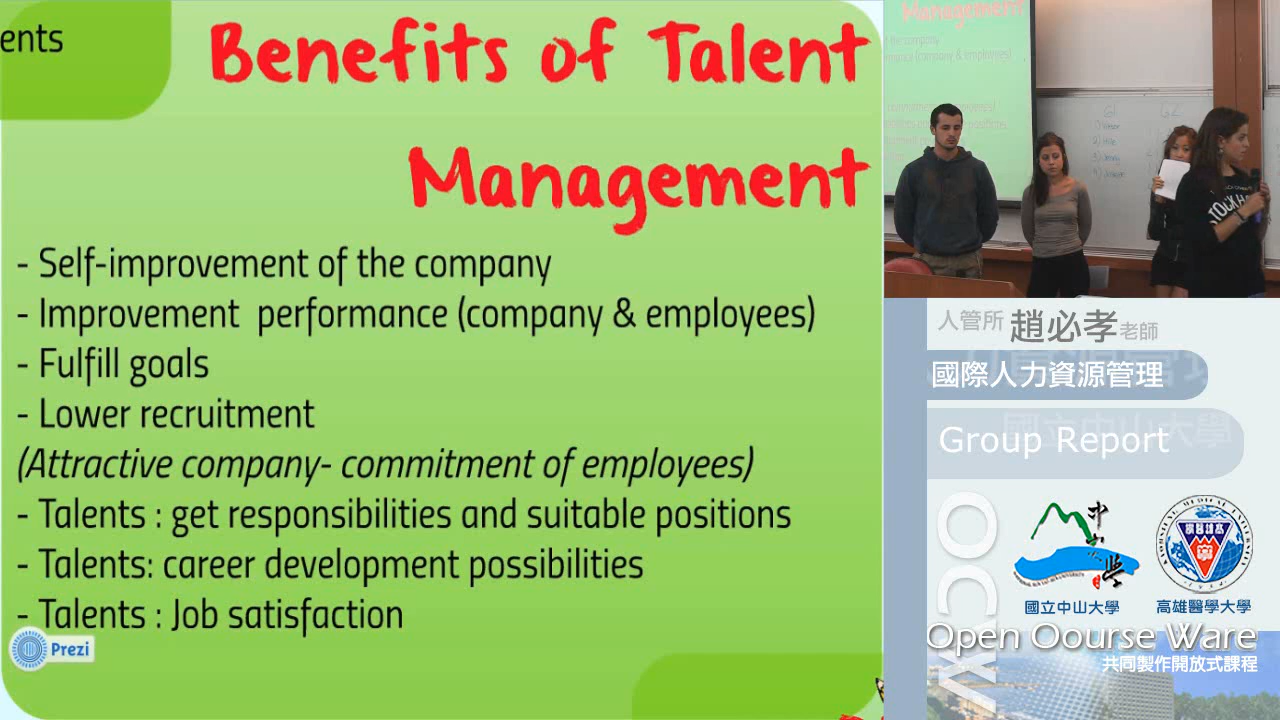 ents
Benefits of Talent
Management
- Self-improvement of the company
- Improvement performance (company & employees)
- Fulfill goals
- Lower recruitment
(Attractive company- commitment of employees)
- Talents : get responsibilities and suitable positions
- Talents: career development possibilities
- Talents : Job satisfaction
Prezi
Management
人管所 趙必孝老師
國際人力資源管理
Group Report
OCW
國立中山大學
高雄醫學大學
Open Oourse Ware
共同製作開放式課程